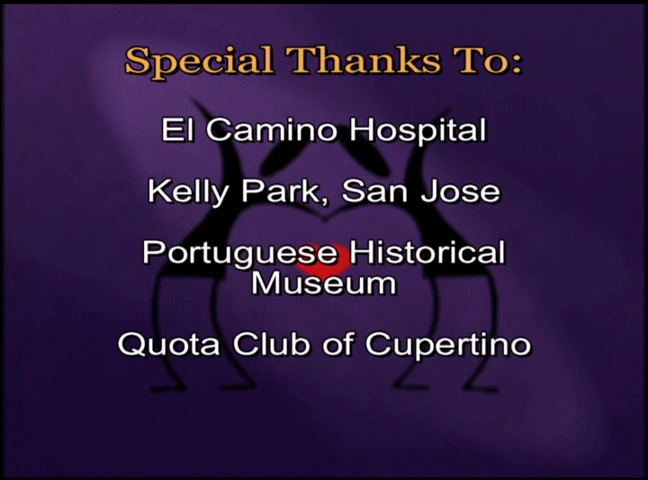 Special Thanks To:
El Camino Hospital
Kelly Park, San Jose
Portuguese Historical
Museum
Quota Club of Cupertino